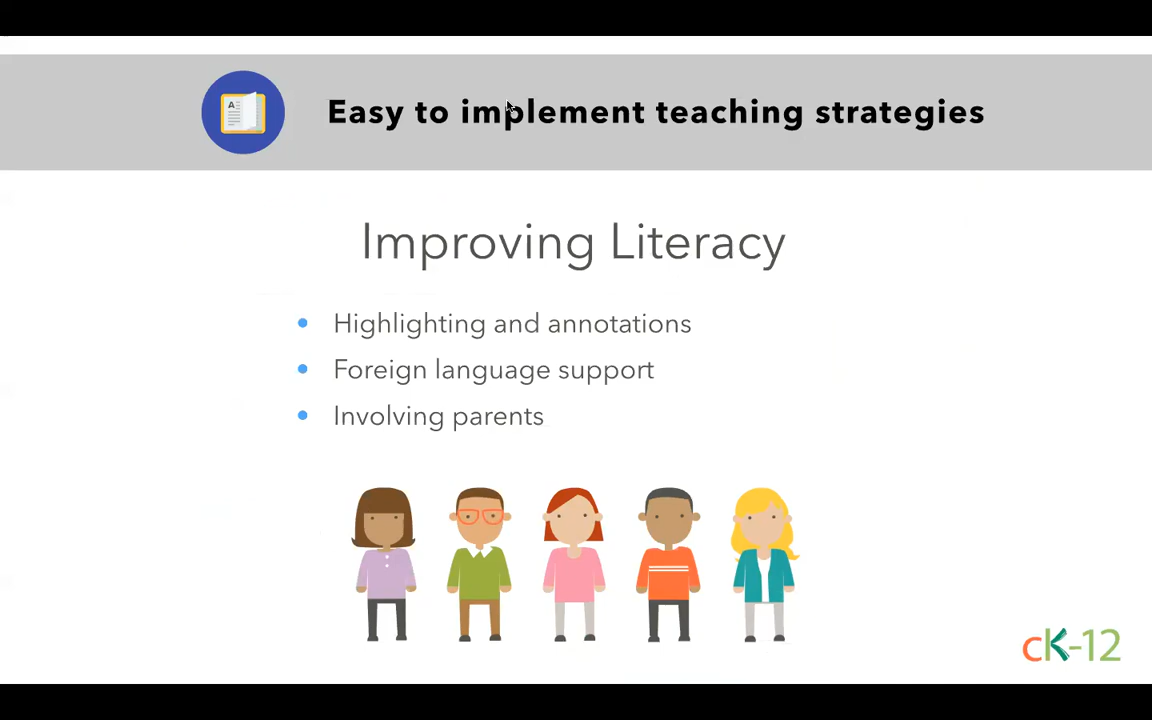 Easy to implement teaching strategies
Improving Literacy
• Highlighting and annotations
• Foreign language support
• Involving parents
cK-12